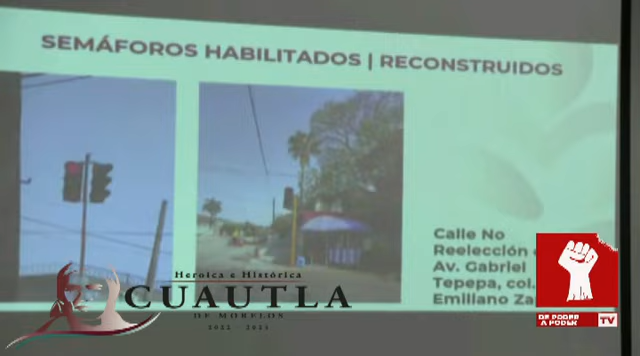 SEMÁFOROS HABILITADOS | RECONSTRUIDOS
Calle No
Reelección
Av. Gabriel
Tepepa, col.
Emiliano Za
Heroica e Histórica
CUAUTLA
DE MORELOS
2022 - 2024
DE PODER
A PODER TV